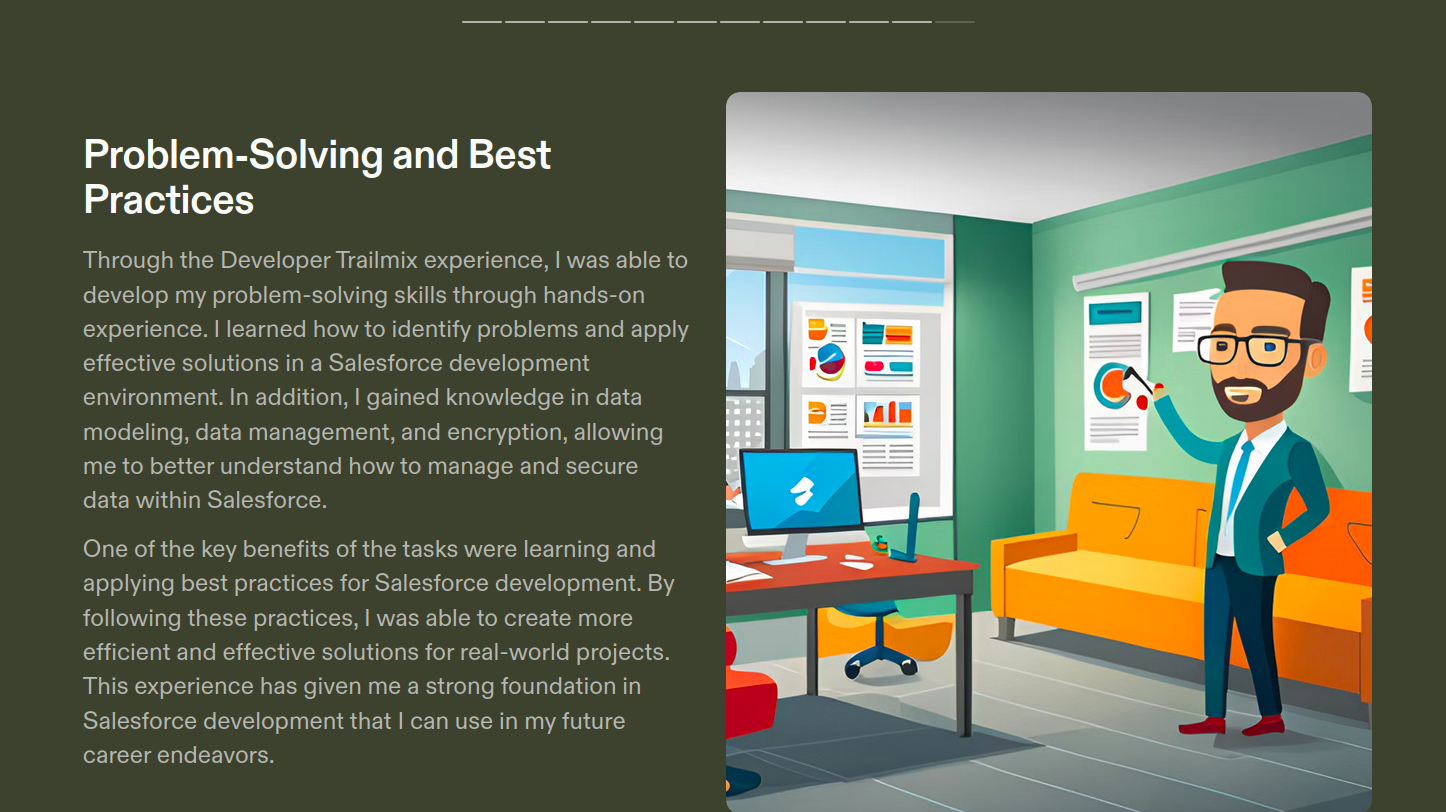 Problem-Solving and Best
Practices
Through the Developer Trailmix experience, I was able to
develop my problem-solving skills through hands-on
experience. I learned how to identify problems and apply
effective solutions in a Salesforce development
environment. In addition, I gained knowledge in data
modeling, data management, and encryption, allowing
me to better understand how to manage and secure
data within Salesforce.
One of the key benefits of the tasks were learning and
applying best practices for Salesforce development. By
following these practices, I was able to create more
efficient and effective solutions for real-world projects.
This experience has given me a strong foundation in
Salesforce development that I can use in my future
career endeavors.